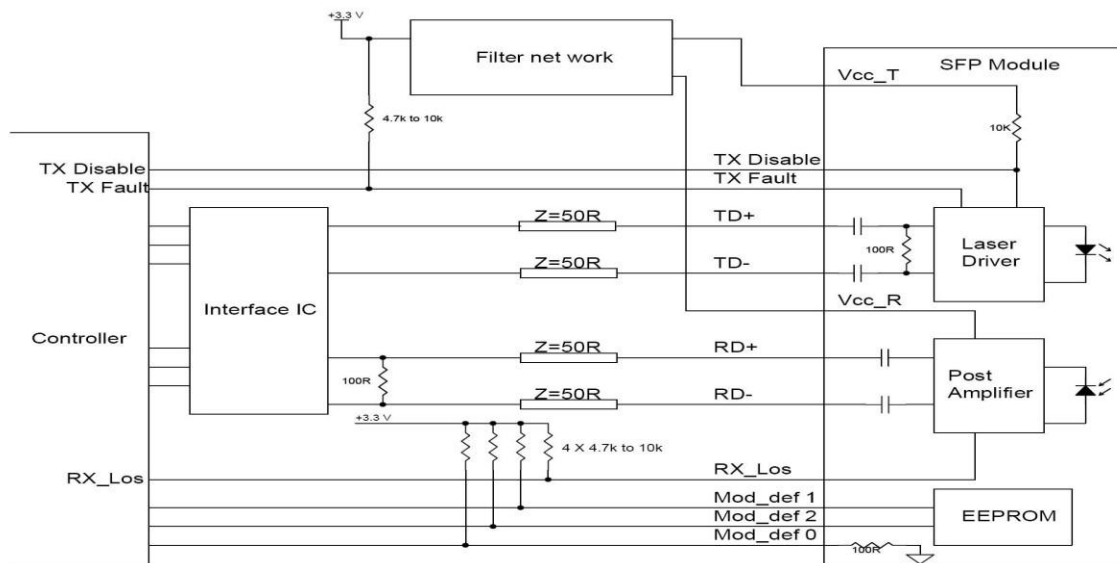 +3.3 V
Filter net work
SFP Module
Vcc_T
4.7k to 10k
10K
TX Disable
TX Disable
TX Fault
TX Fault
Z=50R
TD+
100R
Laser
Driver
Z=50R
TD-
Interface IC
Vcc_R
Controller
Z=50R
RD+
100R
Post
Amplifier
Z=50R
RD-
+3.3 V
4 X 4.7k to 10k
RX_Los
RX_Los
Mod_def 1
EEPROM
Mod_def 2
Mod_def 0
100R